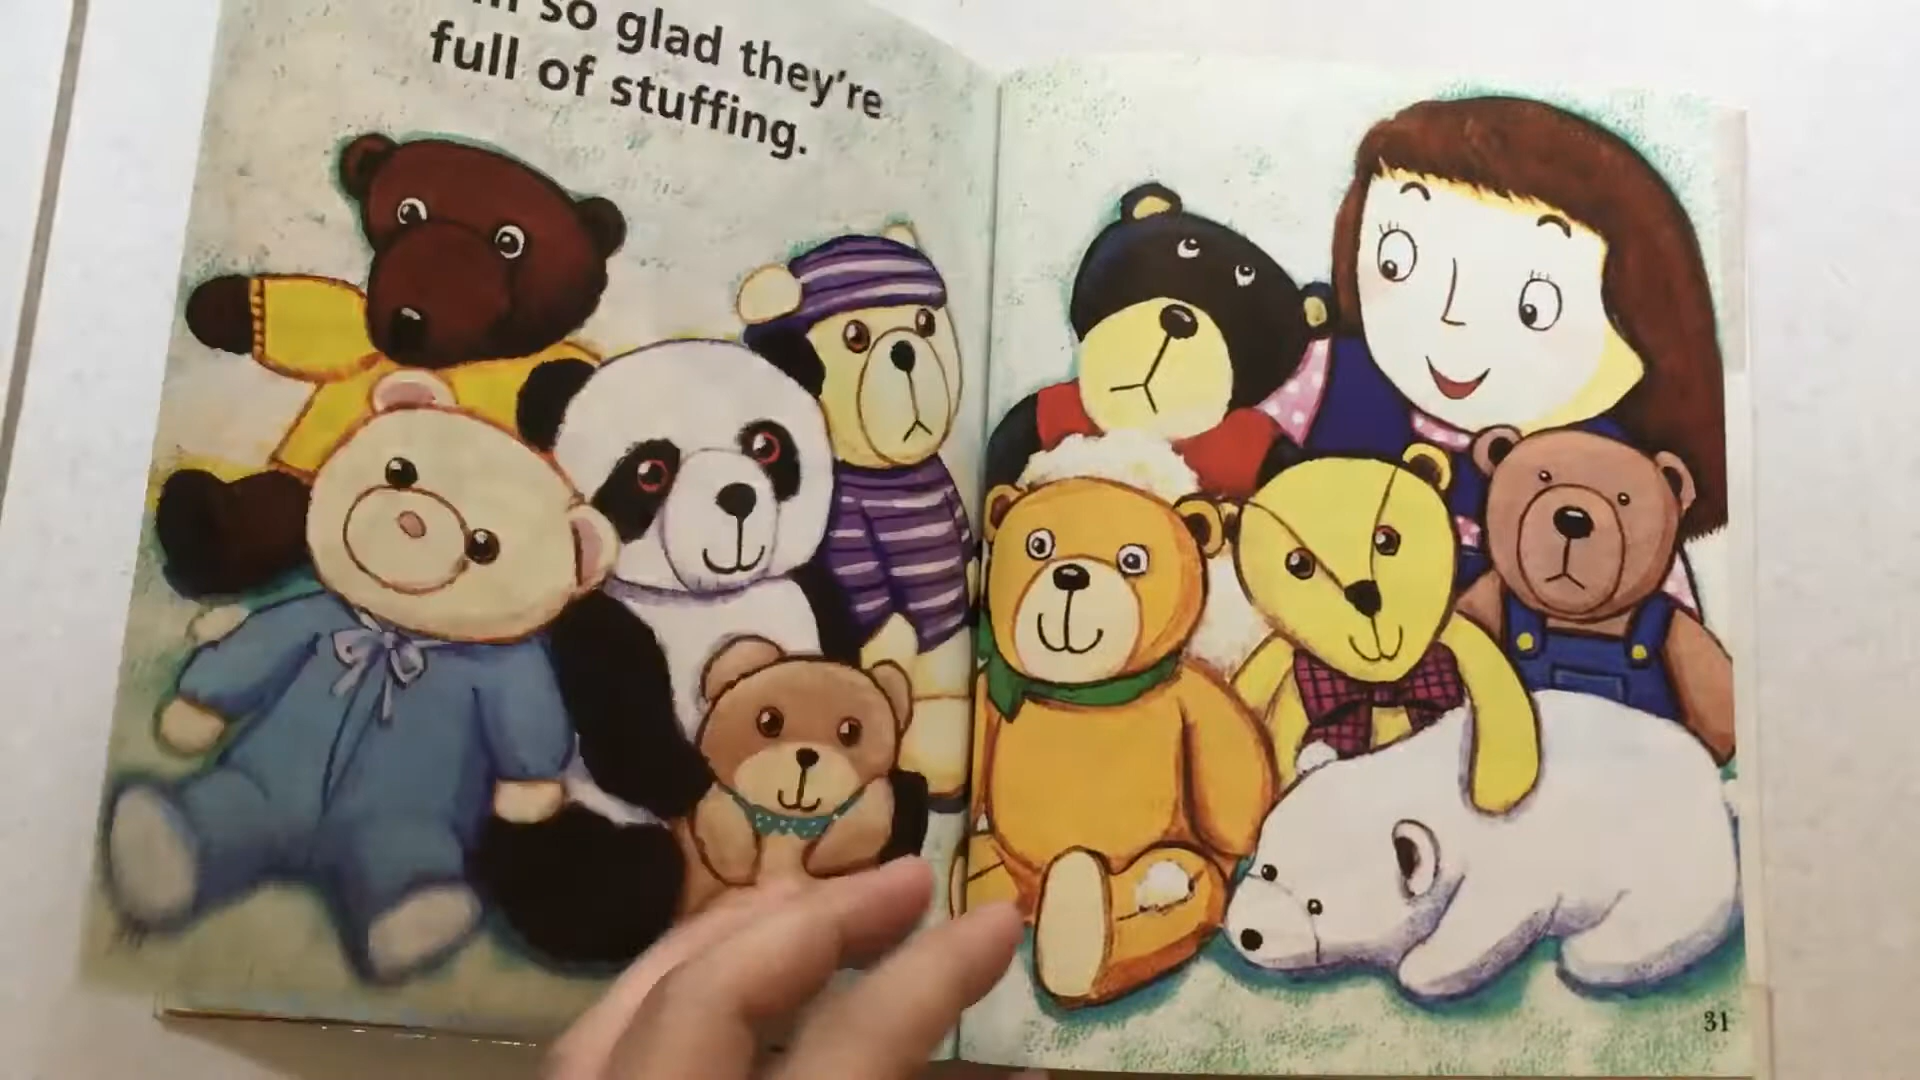 so glad they're
full of stuffing.
31